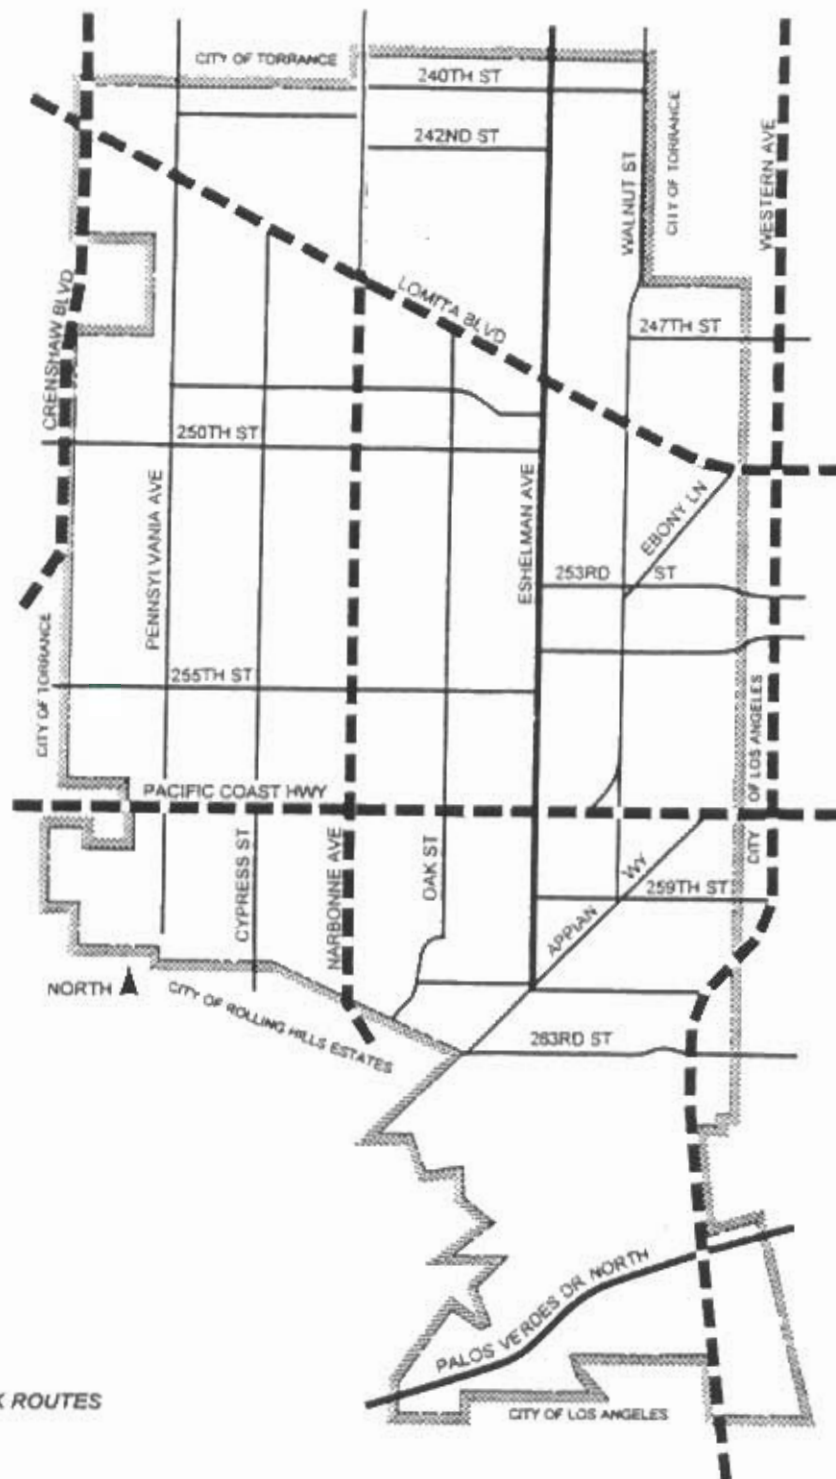 CITY OF TORRANCE
240TH ST
242ND ST
WALNUT ST
CITY OF TORRANCE
WESTERN AVE
LOMITA BLVD
CRENSHAW BLVD
247TH ST
250TH ST
PENNSYLVANIA AVE
ESHELMAN AVE
EBONY LN
253RD ST
CITY OF TORRANCE
255TH ST
CITY OF LOS ANGELES
PACIFIC COAST HWY
CYPRESS ST
NARBONNE AVE
OAK ST
APPIAN WY
259TH ST
NORTH
CITY OF ROLLING HILLS ESTATES
263RD ST
PALOS VERDES DR NORTH
ROUTES
CITY OF LOS ANGELES